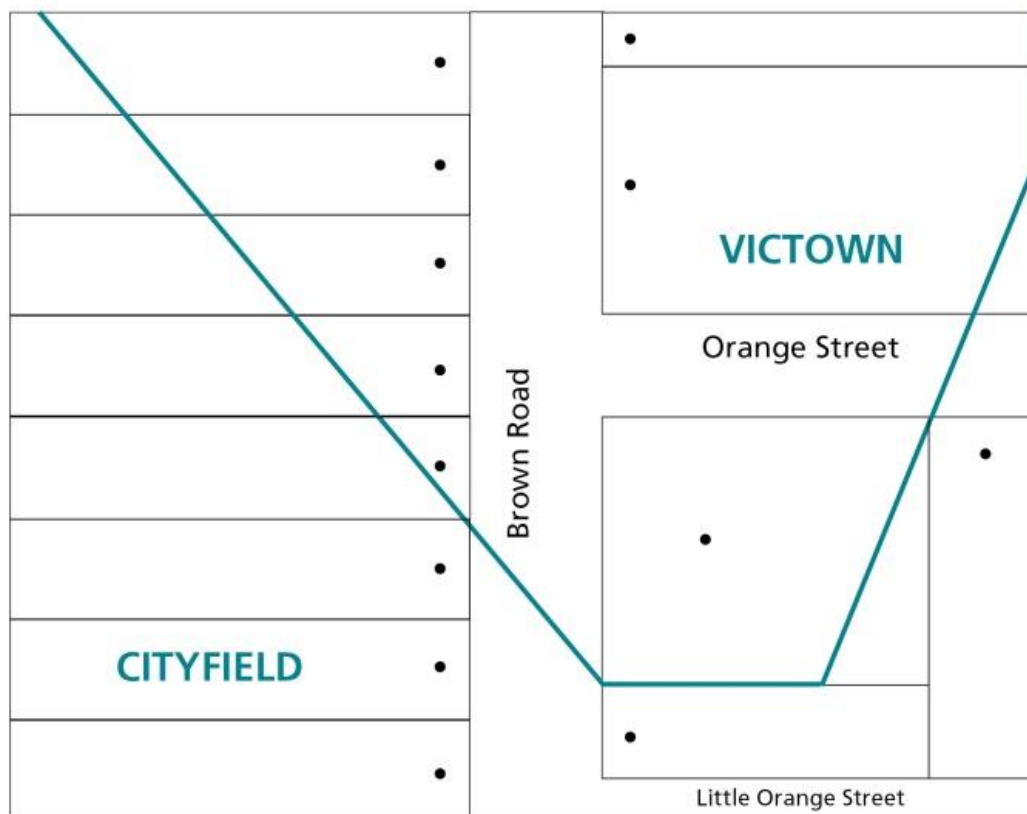 VICTOWN
Orange Street
Brown Road
CITYFIELD
Little Orange Street